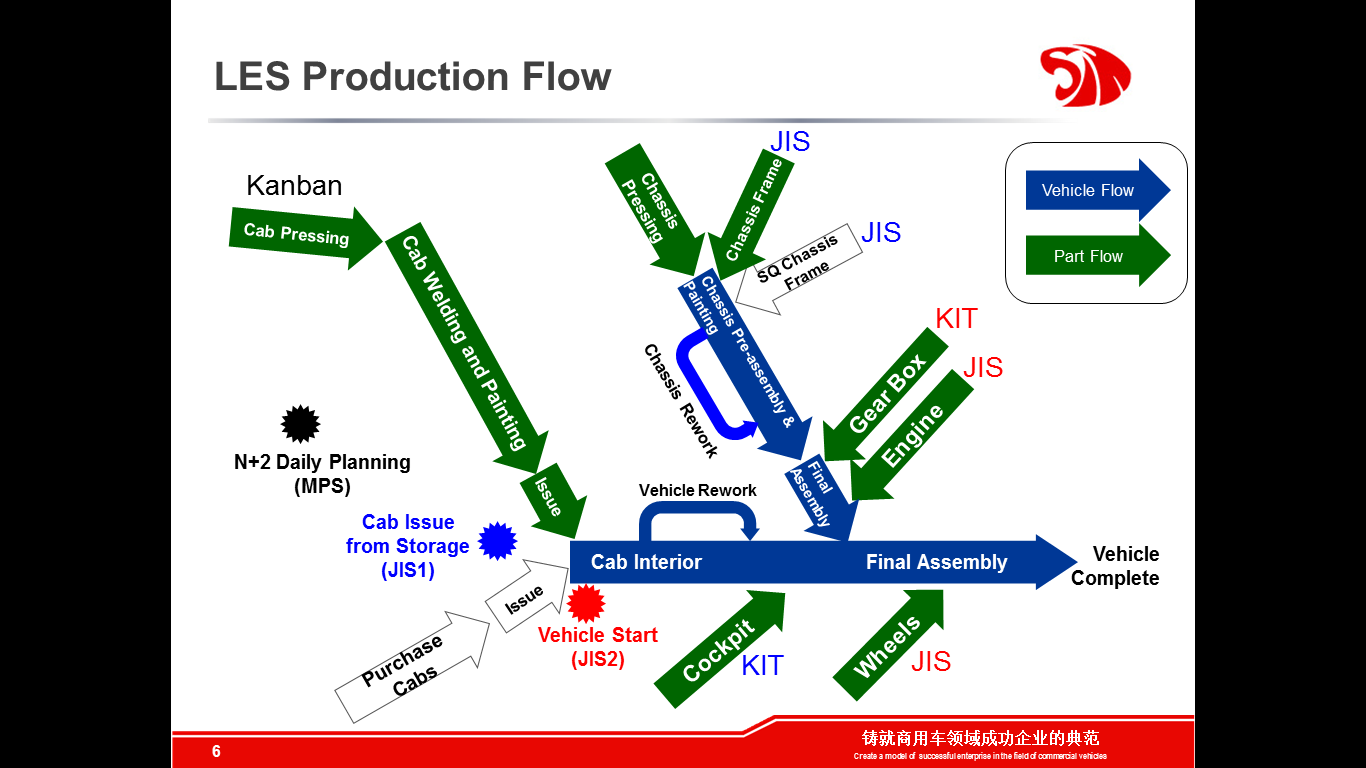 LES Production Flow
Kanban
Cab Pressing
Cab Welding and Painting
Issue
N+2 Daily Planning
(MPS)
Cab Issue
from Storage
(JIS1)
Purchase
Cabs
Issue
Vehicle Start
(JIS2)
Chassis
Pressing
JIS
Chassis Frame
JIS
SQ Chassis
Frame
Chassis Pre-assembly &
Painting
Chassis Rework
KIT
Gear Box
JIS
Engine
Final
Assembly
Vehicle Rework
Cab Interior
Final Assembly
Vehicle
Complete
Cockpit
KIT
Wheels
JIS
Vehicle Flow
Part Flow
6
铸就商用车领域成功企业的典范
Create a model of successful enterprise in the field of commercial vehicles